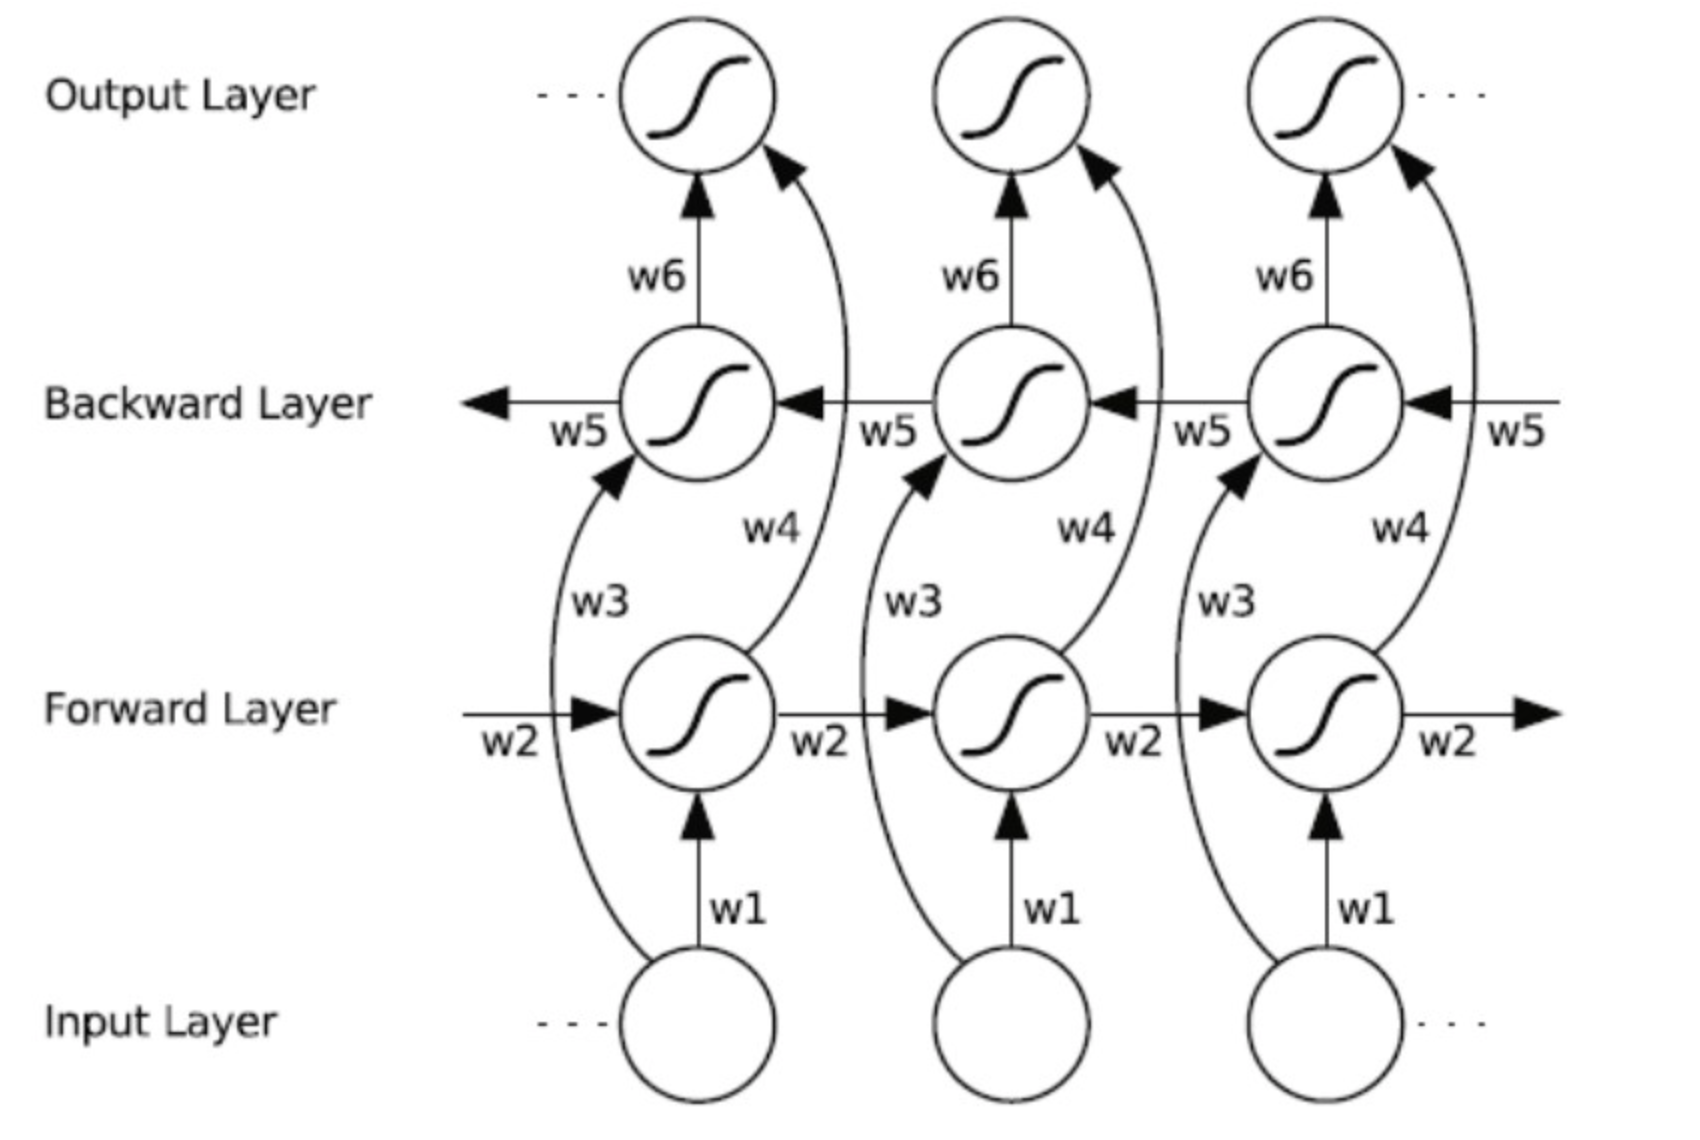 Output Layer
w6 w6 w6
Backward Layer
w5 w5 w5 w5
w4 w4 w4
w3 w3 w3
Forward Layer
w2 w2 w2 w2
w1 w1 w1
Input Layer